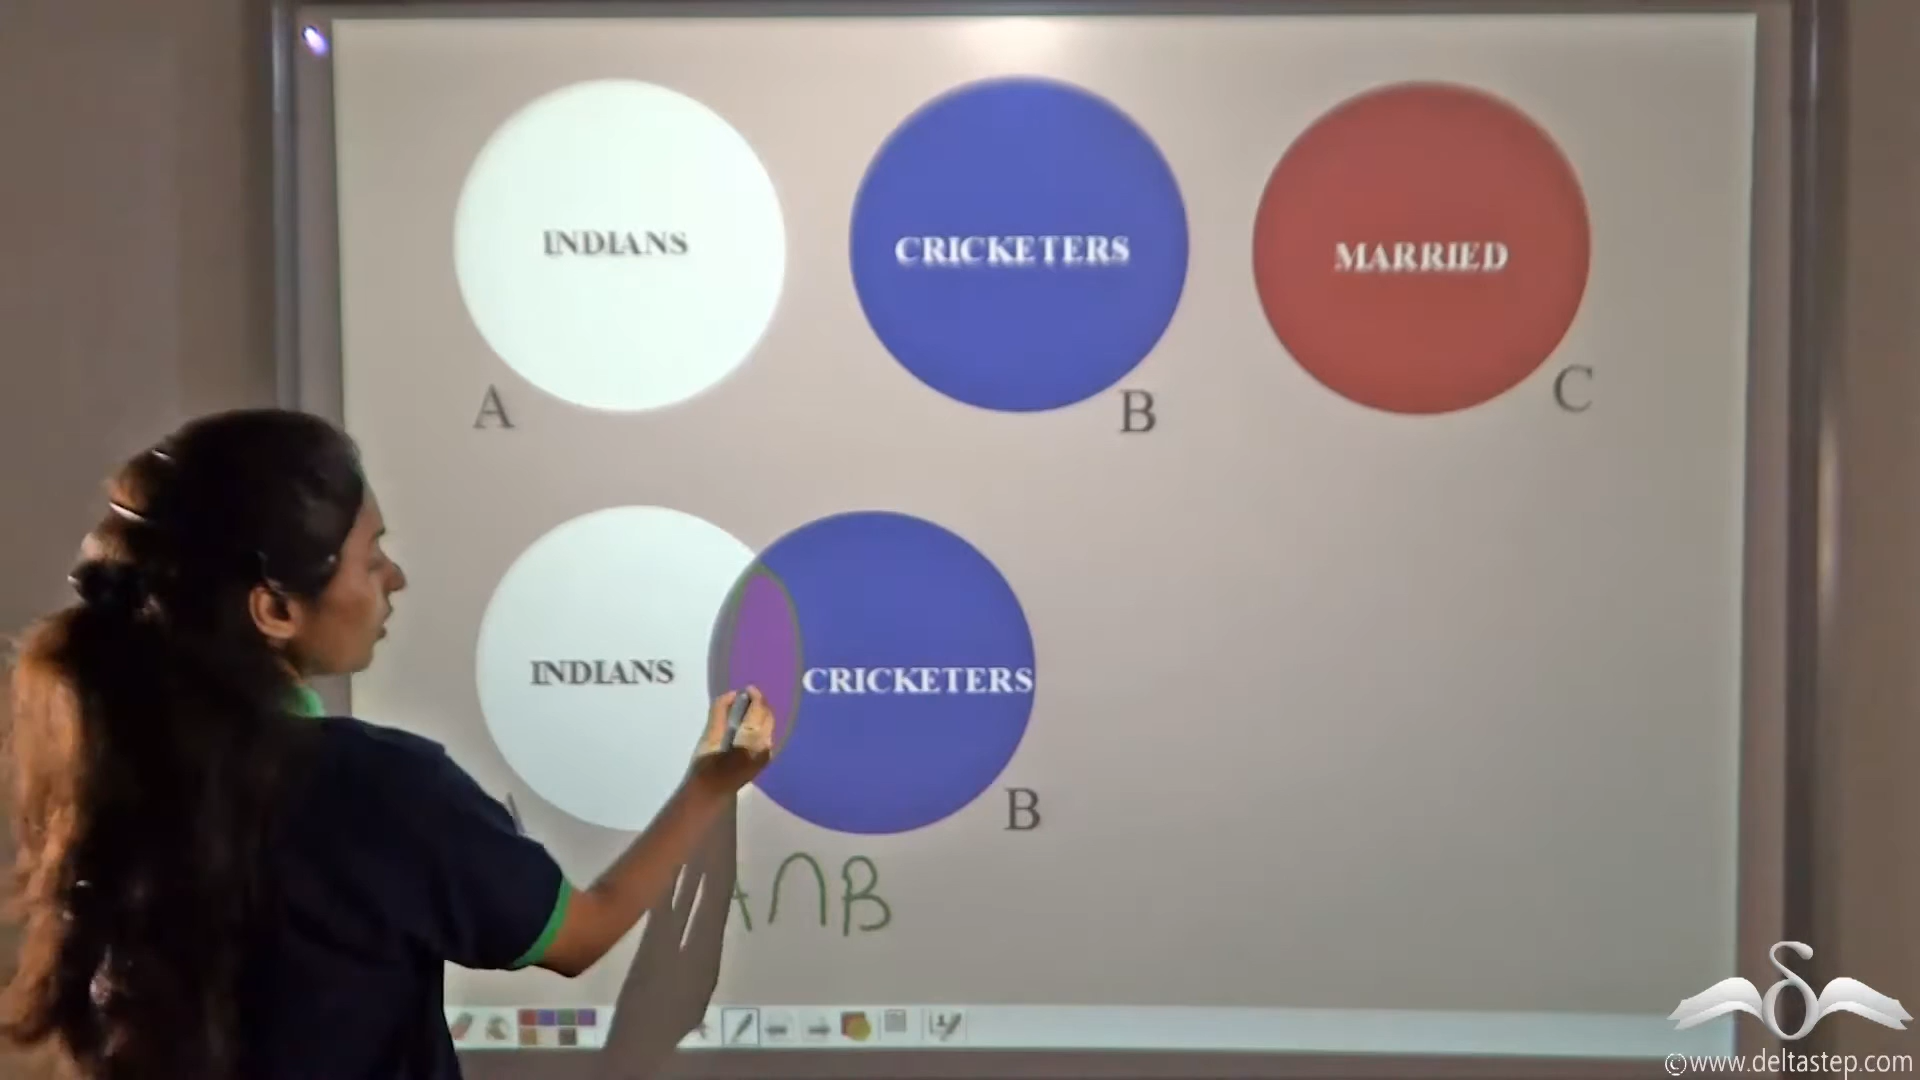 INDIANS
CRICKETERS
MARRIED
A
B
C
INDIANS
CRICKETERS
B
A∩B
©www.deltastep.com